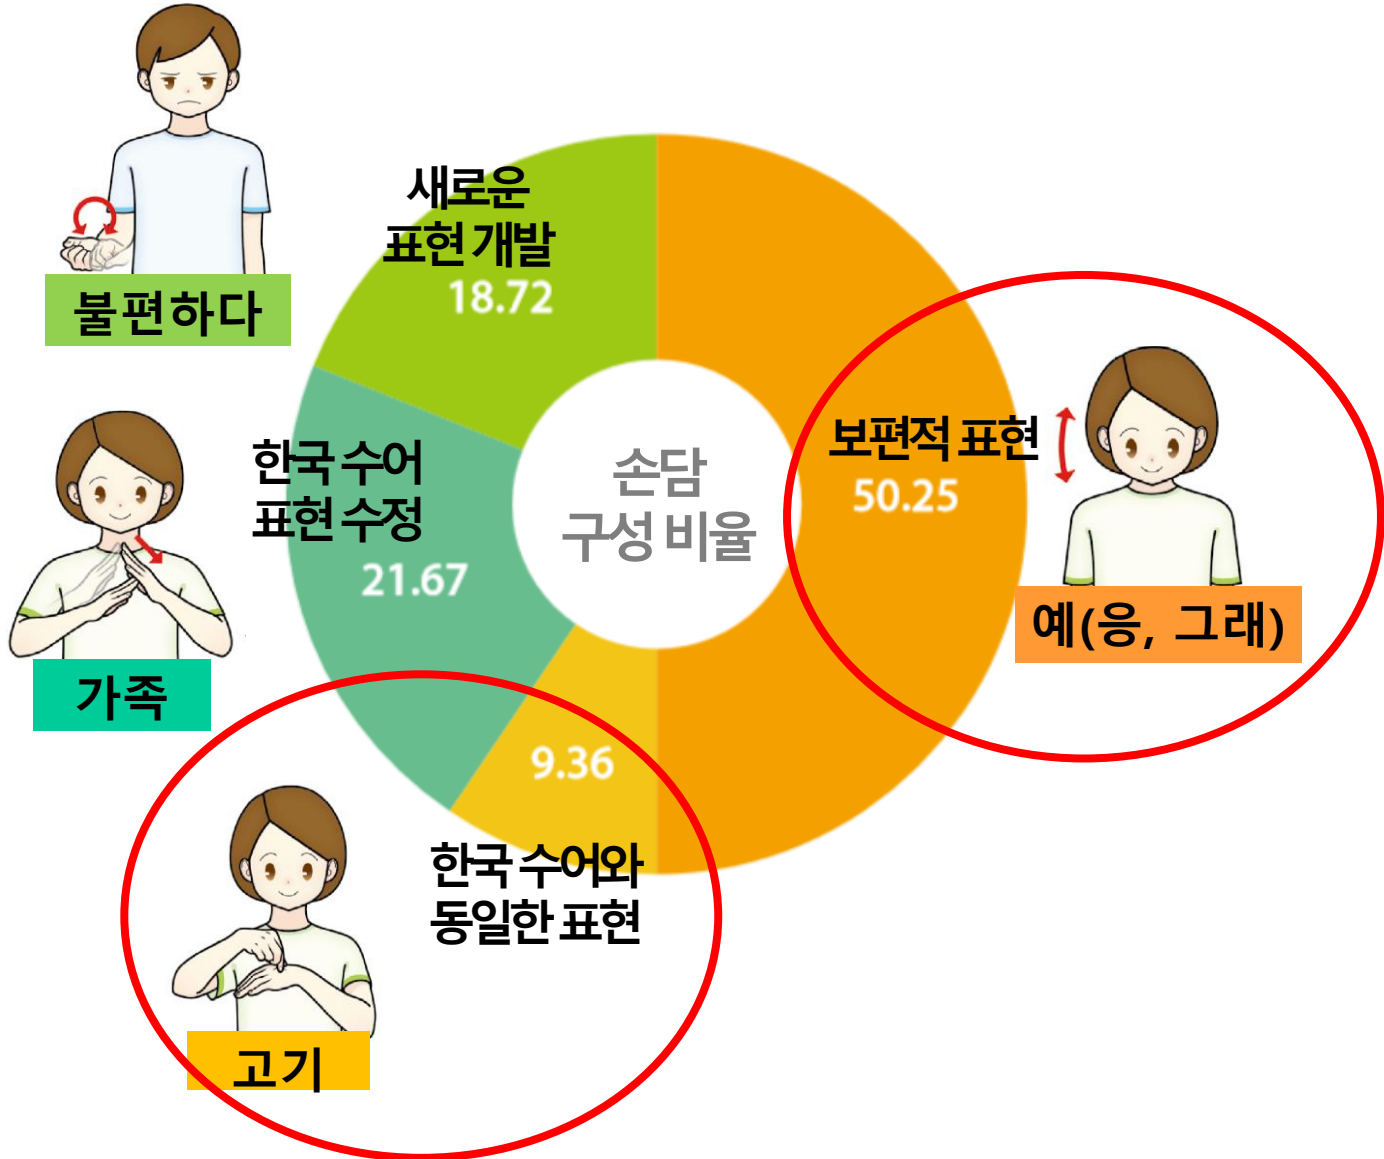 새로운
표현 개발
18.72
불편하다
보편적 표현
50.25
예(응, 그래)
한국 수어
표현 수정
21.67
가족
손담
구성 비율
9.36
한국 수어와
동일한 표현
고기